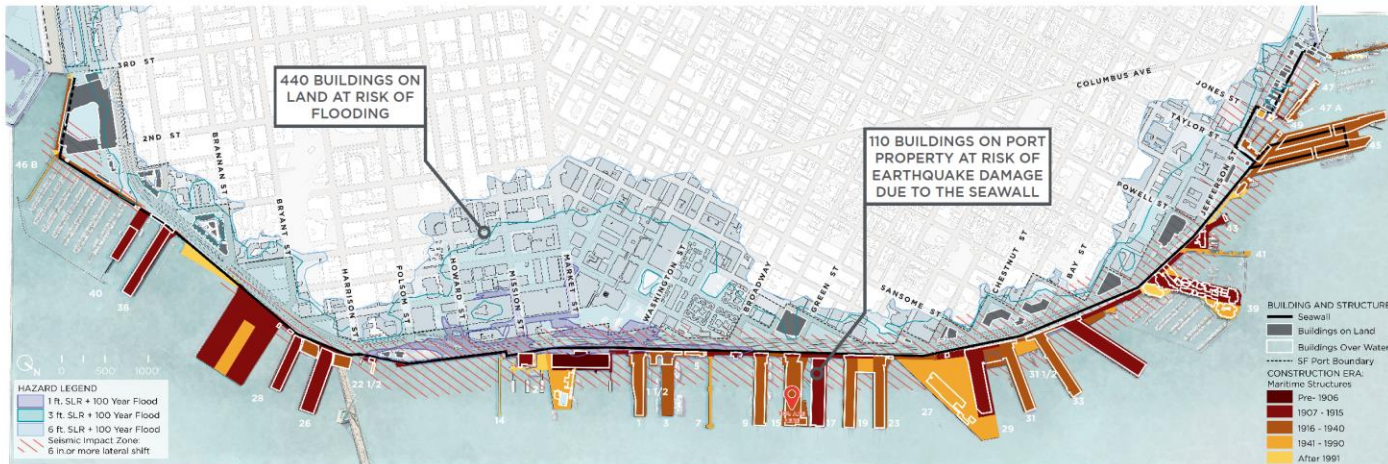 3RD ST
2ND ST
BRANNAN ST
BRYANT ST
HARRISON ST
FOLSOM ST
HOWARD ST
MISSION ST
MARKET ST
WASHINGTON ST
BROADWAY
GREEN ST
SANSOME ST
CHESTNUT ST
BAY ST
POWELL ST
JEFFERSON ST
TAYLOR ST
JONES ST
COLUMBUS AVE
440 BUILDINGS ON
LAND AT RISK OF
FLOODING
110 BUILDINGS ON PORT
PROPERTY AT RISK OF
EARTHQUAKE DAMAGE
DUE TO THE SEAWALL
46 B
40
38
28
26
22 1/2
14
2
1
1 1/2
3
5
7
9
15
17
19
23
27
29
31
31 1/2
33
39
41
45
47
47 A
49
N
0 500' 1000'
HAZARD LEGEND
1 ft. SLR + 100 Year Flood
3 ft. SLR + 100 Year Flood
6 ft. SLR + 100 Year Flood
Seismic Impact Zone:
6 in.or more lateral shift
BUILDING AND STRUCTURE
Seawall
Buildings on Land
Buildings Over Water
SF Port Boundary
CONSTRUCTION ERA:
Maritime Structures
Pre- 1906
1907 - 1915
1916 - 1940
1941 - 1990
After 1991